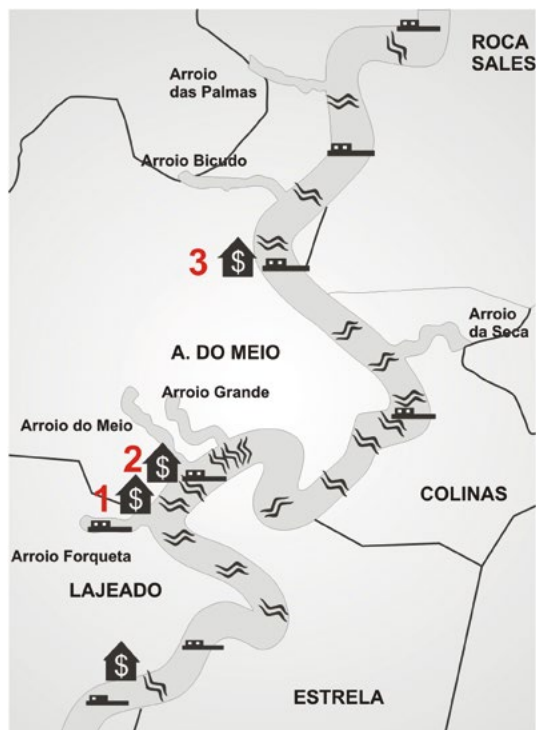 ROCA
SALES
Arroio
das Palmas
Arroio Bicudo
3
$
Arroio
da Seca
A. DO MEIO
Arroio Grande
Arroio do Meio
2
$
1
$
COLINAS
Arroio Forqueta
LAJEADO
$
ESTRELA